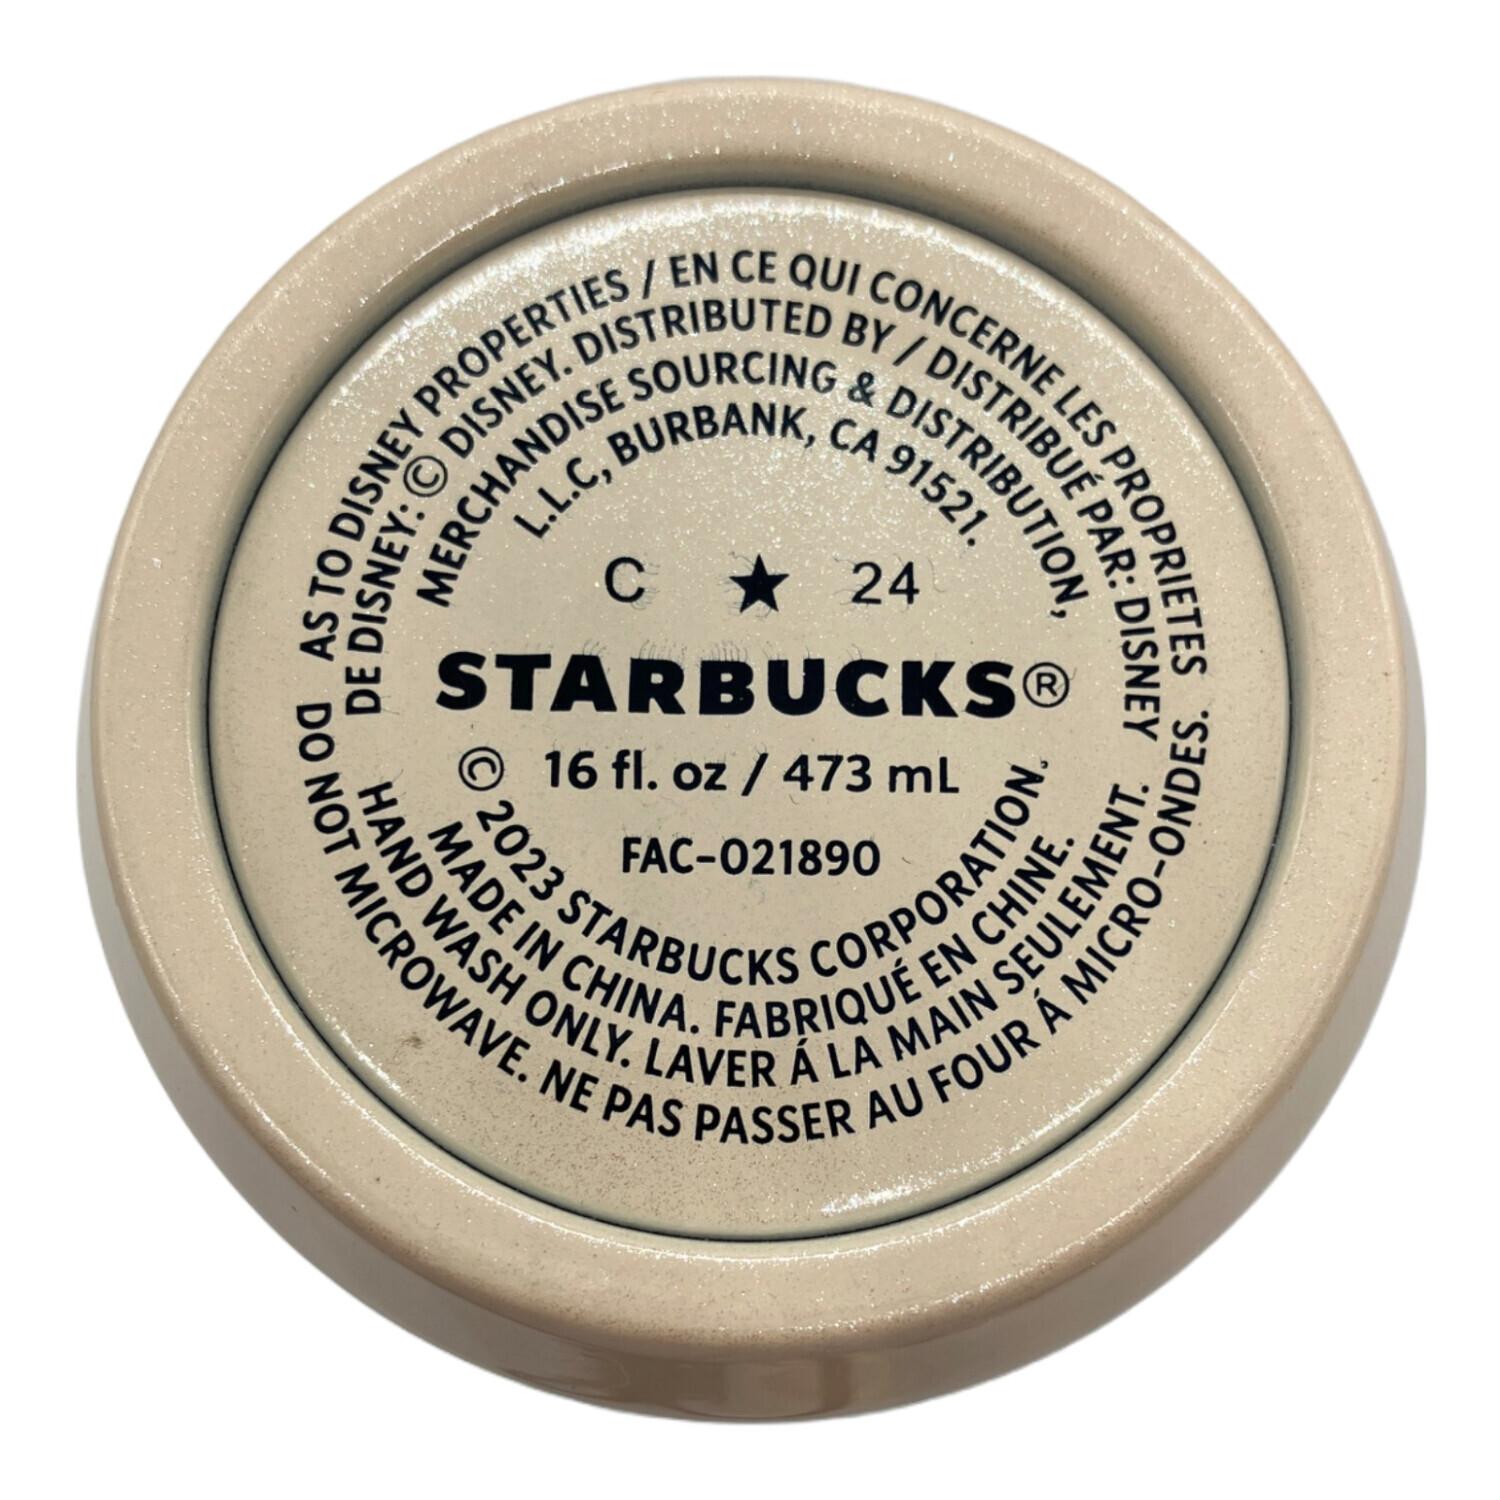 AS TO DISNEY PROPERTIES / EN CE QUI CONCERNE LES PROPRIETES
DE DISNEY: © DISNEY. DISTRIBUTED BY / DISTRIBUÉ PAR: DISNEY
MERCHANDISE SOURCING & DISTRIBUTION,
L.L.C, BURBANK, CA 91521.
C ★ 24
STARBUCKS®
16 fl. oz / 473 mL
FAC-021890
© 2023 STARBUCKS CORPORATION.
MADE IN CHINA. FABRIQUÉ EN CHINE.
HAND WASH ONLY. LAVER Á LA MAIN SEULEMENT.
DO NOT MICROWAVE. NE PAS PASSER AU FOUR Á MICRO-ONDES.